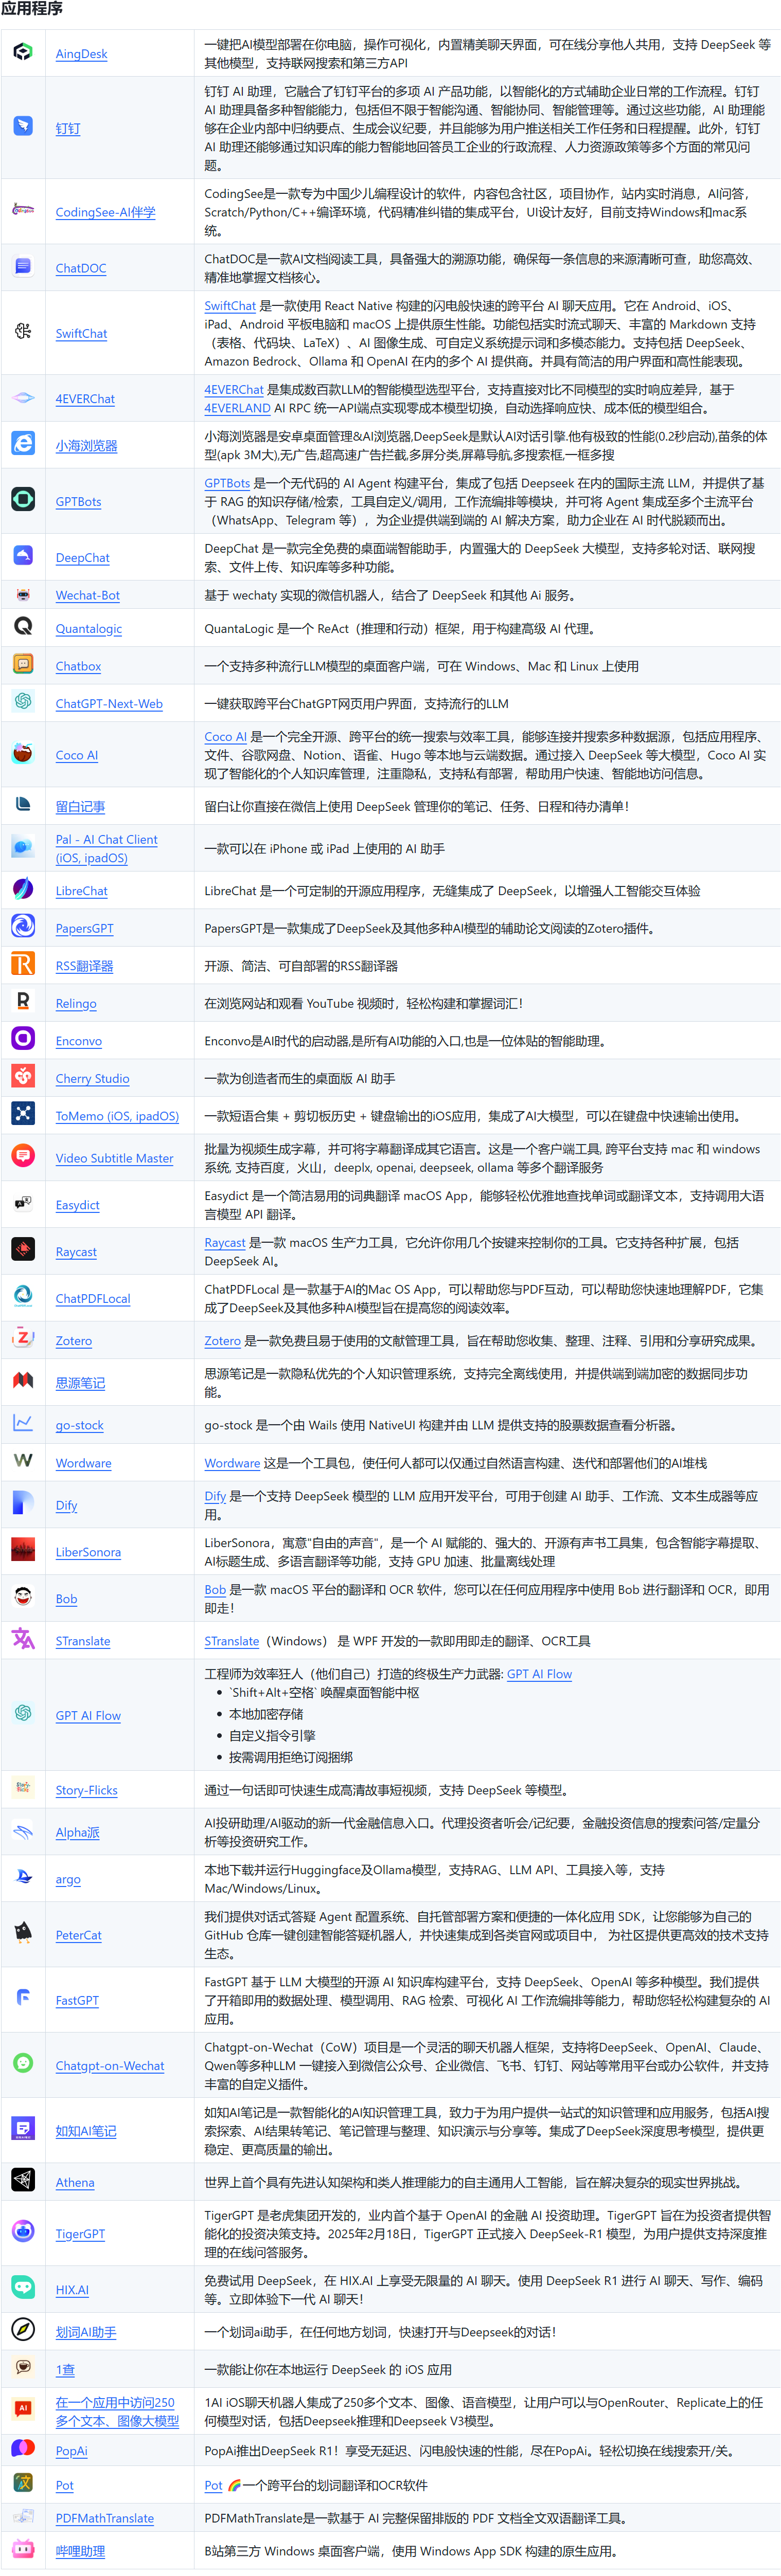 应用程序
AingDesk
一键把AI模型部署在你电脑，操作可视化，内置精美聊天界面，可在线分享他人共用，支持 DeepSeek 等
其他模型，支持联网搜索和第三方API
钉钉
钉钉 AI 助理，它融合了钉钉平台的多项 AI 产品功能，以智能化的方式辅助企业日常的工作流程。钉钉
AI 助理具备多种智能能力，包括但不限于智能沟通、智能协同、智能管理等。通过这些功能，AI 助理能
够在企业内部中归纳要点、生成会议纪要，并且能够为用户推送相关工作任务和日程提醒。此外，钉钉
AI 助理还能够通过知识库的能力智能地回答员工企业的行政流程、人力资源政策等多个方面的常见问
题。
CodingSee-AI伴学
CodingSee是一款专为中国少儿编程设计的软件，内容包含社区，项目协作，站内实时消息，AI问答，
Scratch/Python/C++编译环境，代码精准纠错的集成平台，UI设计友好，目前支持Windows和mac系
统。
ChatDOC
ChatDOC是一款AI文档阅读工具，具备强大的溯源功能，确保每一条信息的来源清晰可查，助您高效、
精准地掌握文档核心。
SwiftChat
SwiftChat 是一款使用 React Native 构建的闪电般快速的跨平台 AI 聊天应用。它在 Android、iOS、
iPad、Android 平板电脑和 macOS 上提供原生性能。功能包括实时流式聊天、丰富的 Markdown 支持
（表格、代码块、LaTeX）、AI 图像生成、可自定义系统提示词和多模态能力。支持包括 DeepSeek、
Amazon Bedrock、Ollama 和 OpenAI 在内的多个 AI 提供商。并具有简洁的用户界面和高性能表现。
4EVERChat
4EVERChat 是集成数百款LLM的智能模型选型平台，支持直接对比不同模型的实时响应差异，基于
4EVERLAND AI RPC 统一API端点实现零成本模型切换，自动选择响应快、成本低的模型组合。
小海浏览器
小海浏览器是安卓桌面管理&AI浏览器,DeepSeek是默认AI对话引擎.他有极致的性能(0.2秒启动),苗条的体
型(apk 3M大),无广告,超高速广告拦截,多屏分类,屏幕导航,多搜索框,一框多搜
GPTBots
GPTBots 是一个无代码的 AI Agent 构建平台，集成了包括 Deepseek 在内的国际主流 LLM，并提供了基
于 RAG 的知识存储/检索，工具自定义/调用，工作流编排等模块，并可将 Agent 集成至多个主流平台
（WhatsApp、Telegram 等），为企业提供端到端的 AI 解决方案，助力企业在 AI 时代脱颖而出。
DeepChat
DeepChat 是一款完全免费的桌面端智能助手，内置强大的 DeepSeek 大模型，支持多轮对话、联网搜
索、文件上传、知识库等多种功能。
Wechat-Bot
基于 wechaty 实现的微信机器人，结合了 DeepSeek 和其他 Ai 服务。
Quantalogic
QuantaLogic 是一个 ReAct（推理和行动）框架，用于构建高级 AI 代理。
Chatbox
一个支持多种流行LLM模型的桌面客户端，可在 Windows、Mac 和 Linux 上使用
ChatGPT-Next-Web
一键获取跨平台ChatGPT网页用户界面，支持流行的LLM
Coco AI
Coco AI 是一个完全开源、跨平台的统一搜索与效率工具，能够连接并搜索多种数据源，包括应用程序、
文件、谷歌网盘、Notion、语雀、Hugo 等本地与云端数据。通过接入 DeepSeek 等大模型，Coco AI 实
现了智能化的个人知识库管理，注重隐私，支持私有部署，帮助用户快速、智能地访问信息。
留白记事
留白让你直接在微信上使用 DeepSeek 管理你的笔记、任务、日程和待办清单！
Pal - AI Chat Client
(iOS, ipadOS)
一款可以在 iPhone 或 iPad 上使用的 AI 助手
LibreChat
LibreChat 是一个可定制的开源应用程序，无缝集成了 DeepSeek，以增强人工智能交互体验
PapersGPT
PapersGPT是一款集成了DeepSeek及其他多种AI模型的辅助论文阅读的Zotero插件。
RSS翻译器
开源、简洁、可自部署的RSS翻译器
Relingo
在浏览网站和观看 YouTube 视频时，轻松构建和掌握词汇！
Enconvo
Enconvo是AI时代的启动器,是所有AI功能的入口,也是一位体贴的智能助理。
Cherry Studio
一款为创造者而生的桌面版 AI 助手
ToMemo (iOS, ipadOS)
一款短语合集 + 剪切板历史 + 键盘输出的iOS应用，集成了AI大模型，可以在键盘中快速输出使用。
Video Subtitle Master
批量为视频生成字幕，并可将字幕翻译成其它语言。这是一个客户端工具, 跨平台支持 mac 和 windows
系统, 支持百度，火山，deeplx, openai, deepseek, ollama 等多个翻译服务
Easydict
Easydict 是一个简洁易用的词典翻译 macOS App，能够轻松优雅地查找单词或翻译文本，支持调用大语
言模型 API 翻译。
Raycast
Raycast 是一款 macOS 生产力工具，它允许你用几个按键来控制你的工具。它支持各种扩展，包括
DeepSeek AI。
ChatPDFLocal
ChatPDFLocal 是一款基于AI的Mac OS App，可以帮助您与PDF互动，可以帮助您快速地理解PDF，它集
成了DeepSeek及其他多种AI模型旨在提高您的阅读效率。
Zotero
Zotero 是一款免费且易于使用的文献管理工具，旨在帮助您收集、整理、注释、引用和分享研究成果。
思源笔记
思源笔记是一款隐私优先的个人知识管理系统，支持完全离线使用，并提供端到端加密的数据同步功
能。
go-stock
go-stock 是一个由 Wails 使用 NativeUI 构建并由 LLM 提供支持的股票数据查看分析器。
Wordware
Wordware 这是一个工具包，使任何人都可以仅通过自然语言构建、迭代和部署他们的AI堆栈
Dify
Dify 是一个支持 DeepSeek 模型的 LLM 应用开发平台，可用于创建 AI 助手、工作流、文本生成器等应
用。
LiberSonora
LiberSonora，寓意"自由的声音"，是一个 AI 赋能的、强大的、开源有声书工具集，包含智能字幕提取、
AI标题生成、多语言翻译等功能，支持 GPU 加速、批量离线处理
Bob
Bob 是一款 macOS 平台的翻译和 OCR 软件，您可以在任何应用程序中使用 Bob 进行翻译和 OCR，即用
即走！
STranslate
STranslate（Windows） 是 WPF 开发的一款即用即走的翻译、OCR工具
GPT AI Flow
工程师为效率狂人（他们自己）打造的终极生产力武器: GPT AI Flow
• `Shift+Alt+空格` 唤醒桌面智能中枢
• 本地加密存储
• 自定义指令引擎
• 按需调用拒绝订阅捆绑
Story-Flicks
通过一句话即可快速生成高清故事短视频，支持 DeepSeek 等模型。
Alpha派
AI投研助理/AI驱动的新一代金融信息入口。代理投资者听会/记纪要，金融投资信息的搜索问答/定量分
析等投资研究工作。
argo
本地下载并运行Huggingface及Ollama模型，支持RAG、LLM API、工具接入等，支持
Mac/Windows/Linux。
PeterCat
我们提供对话式答疑 Agent 配置系统、自托管部署方案和便捷的一体化应用 SDK，让您能够为自己的
GitHub 仓库一键创建智能答疑机器人，并快速集成到各类官网或项目中， 为社区提供更高效的技术支持
生态。
FastGPT
FastGPT 基于 LLM 大模型的开源 AI 知识库构建平台，支持 DeepSeek、OpenAI 等多种模型。我们提供
了开箱即用的数据处理、模型调用、RAG 检索、可视化 AI 工作流编排等能力，帮助您轻松构建复杂的 AI
应用。
Chatgpt-on-Wechat
Chatgpt-on-Wechat（CoW）项目是一个灵活的聊天机器人框架，支持将DeepSeek、OpenAI、Claude、
Qwen等多种LLM 一键接入到微信公众号、企业微信、飞书、钉钉、网站等常用平台或办公软件，并支持
丰富的自定义插件。
如知AI笔记
如知AI笔记是一款智能化的AI知识管理工具，致力于为用户提供一站式的知识管理和应用服务，包括AI搜
索探索、AI结果转笔记、笔记管理与整理、知识演示与分享等。集成了DeepSeek深度思考模型，提供更
稳定、更高质量的输出。
Athena
世界上首个具有先进认知架构和类人推理能力的自主通用人工智能，旨在解决复杂的现实世界挑战。
TigerGPT
TigerGPT 是老虎集团开发的，业内首个基于 OpenAI 的金融 AI 投资助理。TigerGPT 旨在为投资者提供智
能化的投资决策支持。2025年2月18日，TigerGPT 正式接入 DeepSeek-R1 模型，为用户提供支持深度推
理的在线问答服务。
HIX.AI
免费试用 DeepSeek，在 HIX.AI 上享受无限量的 AI 聊天。使用 DeepSeek R1 进行 AI 聊天、写作、编码
等。立即体验下一代 AI 聊天！
划词AI助手
一个划词ai助手，在任何地方划词，快速打开与Deepseek的对话！
1查
一款能让你在本地运行 DeepSeek 的 iOS 应用
在一个应用中访问250
多个文本、图像大模型
1AI iOS聊天机器人集成了250多个文本、图像、语音模型，让用户可以与OpenRouter、Replicate上的任
何模型对话，包括Deepseek推理和Deepseek V3模型。
PopAi
PopAi推出DeepSeek R1！享受无延迟、闪电般快速的性能，尽在PopAi。轻松切换在线搜索开/关。
Pot
Pot 🌈 一个跨平台的划词翻译和OCR软件
PDFMathTranslate
PDFMathTranslate是一款基于 AI 完整保留排版的 PDF 文档全文双语翻译工具。
哔哩助理
B站第三方 Windows 桌面客户端，使用 Windows App SDK 构建的原生应用。